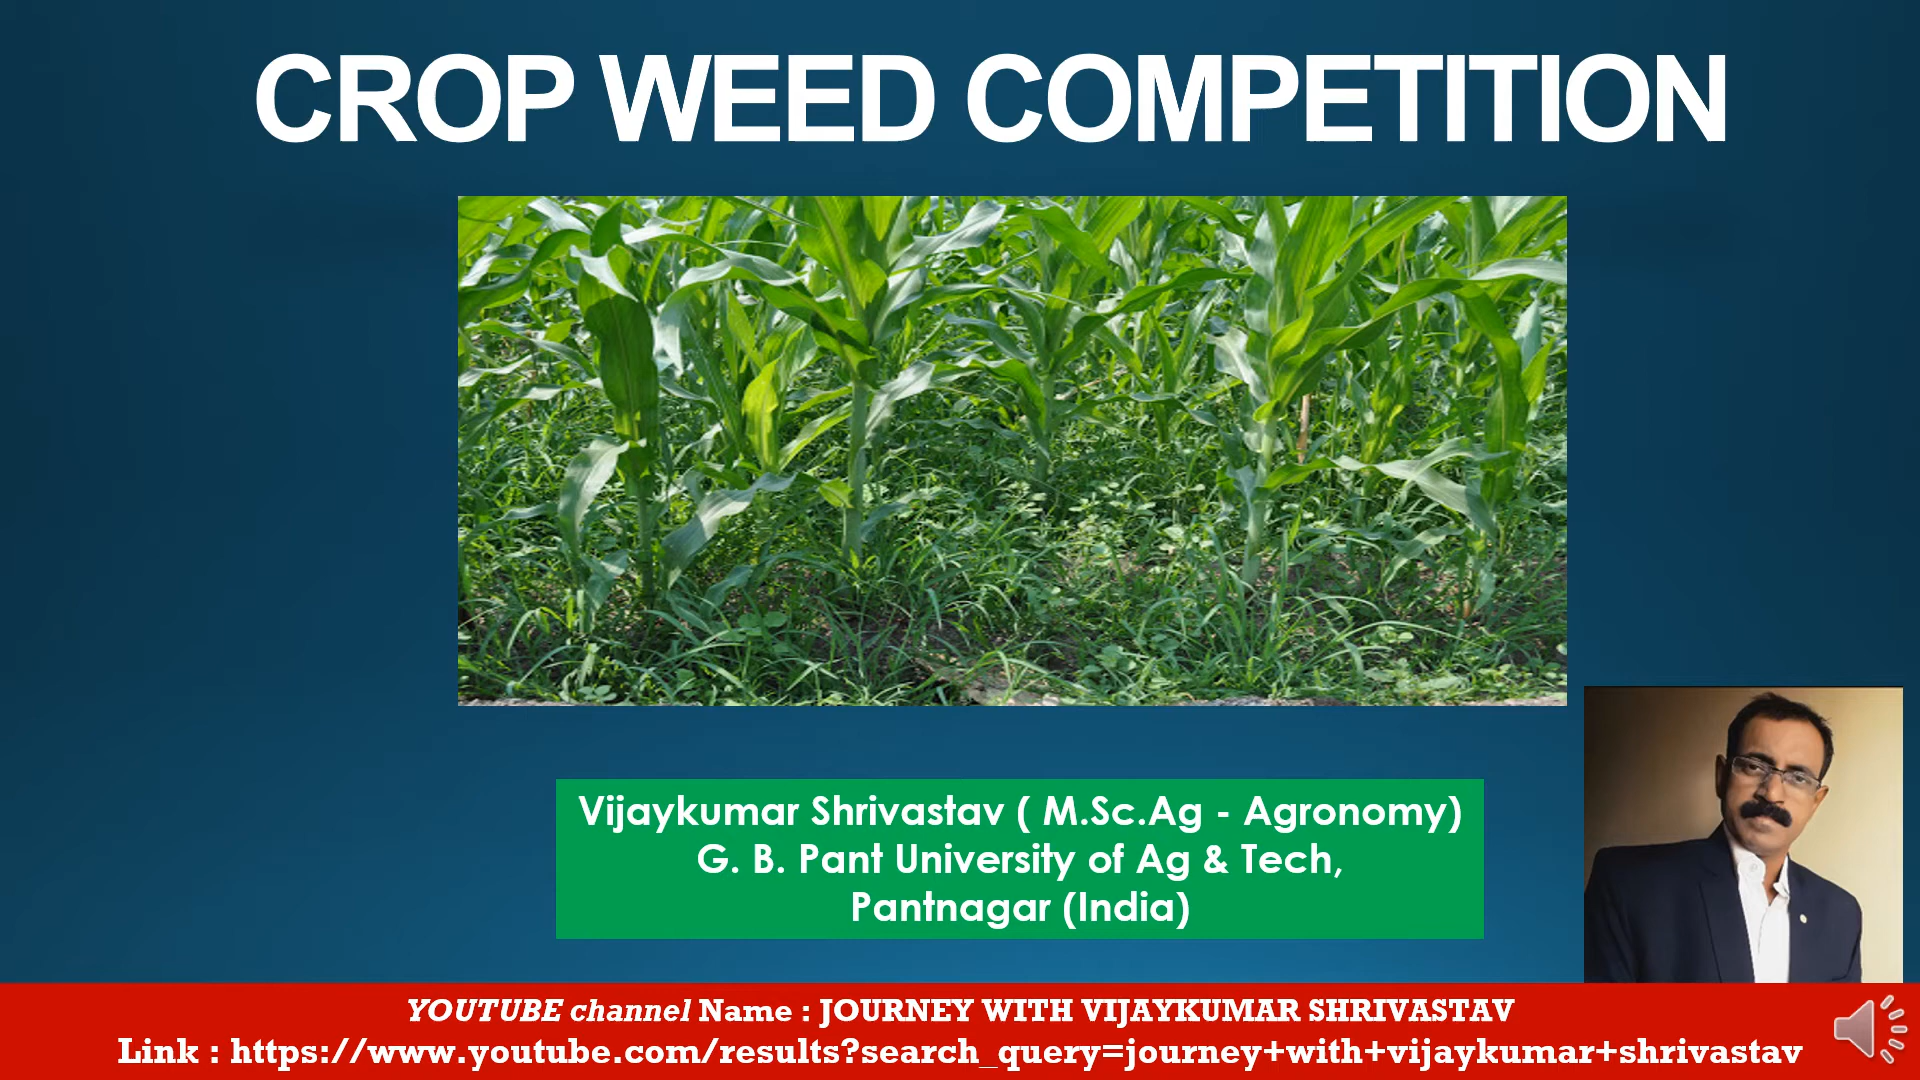 CROP WEED COMPETITION
Vijaykumar Shrivastav ( M.Sc.Ag - Agronomy)
G. B. Pant University of Ag & Tech,
Pantnagar (India)
YOUTUBE channel Name : JOURNEY WITH VIJAYKUMAR SHRIVASTAV
Link : https://www.youtube.com/results?search_query=journey+with+vijaykumar+shrivastav